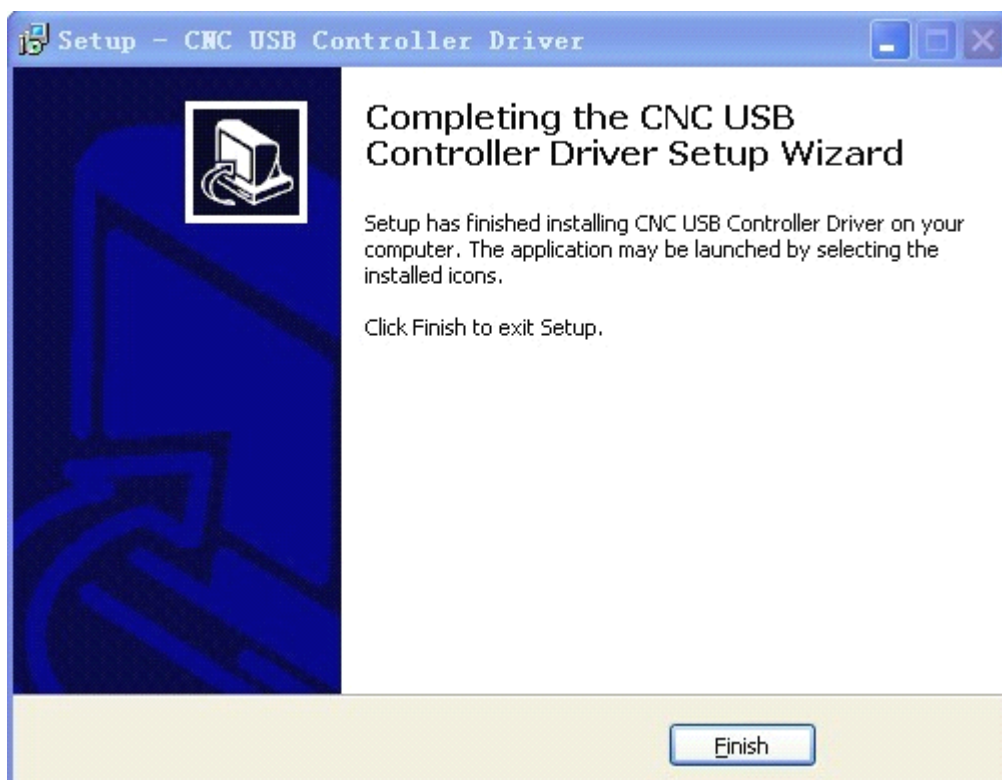 Setup - CNC USB Controller Driver
Completing the CNC USB
Controller Driver Setup Wizard
Setup has finished installing CNC USB Controller Driver on your
computer. The application may be launched by selecting the
installed icons.
Click Finish to exit Setup.
Finish